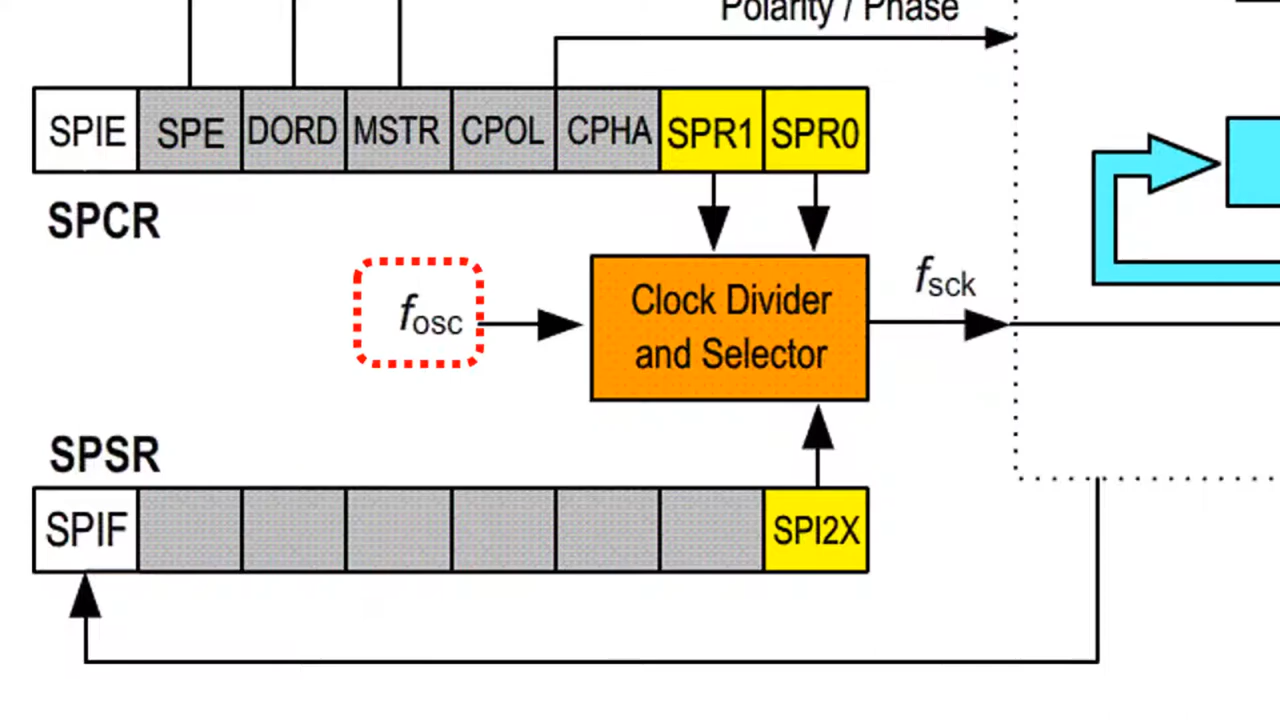 Polarity / Phase
SPIE SPE DORD MSTR CPOL CPHA SPR1 SPR0
SPCR
fosc
Clock Divider
and Selector
fsck
SPSR
SPIF SPI2X